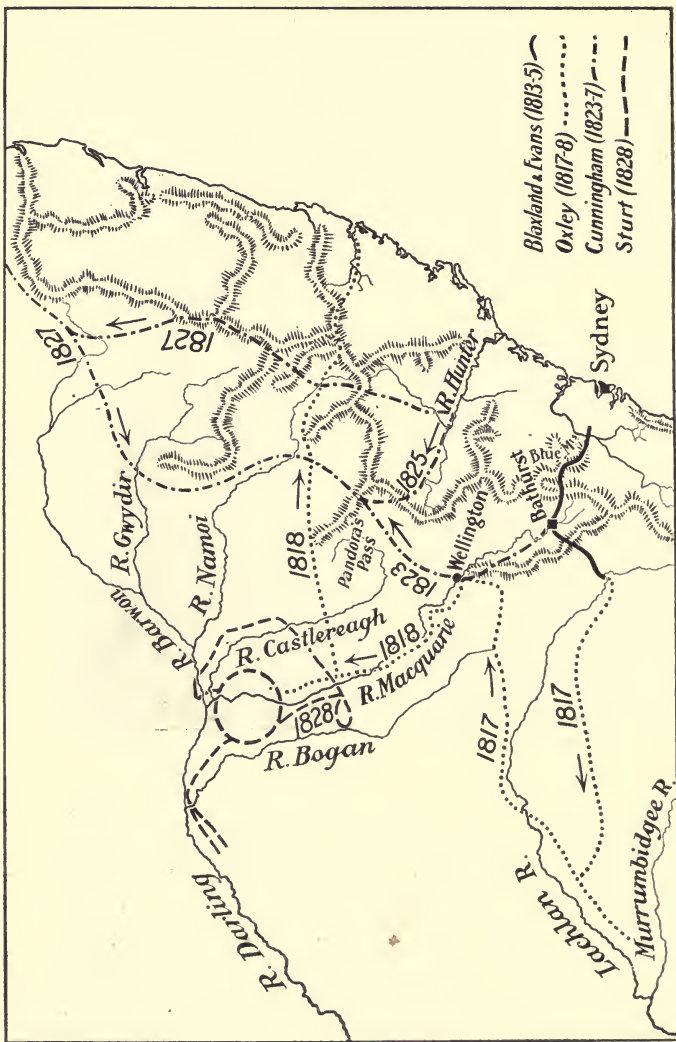 Blaxland & Evans (1813-5)
Oxley (1817-8)
Cunningham (1823-7)
Sturt (1828)
1827
1827
R. Barwon
R. Gwydir
R. Namoi
1818
Pandora's
Pass
1825
R. Hunter
R. Castlereagh
1823
Wellington
Bathurst
Blue M.
Sydney
R. Macquarie
1818
1828
R. Bogan
R. Darling
1817
1817
Lachlan R.
Murrumbidgee R.